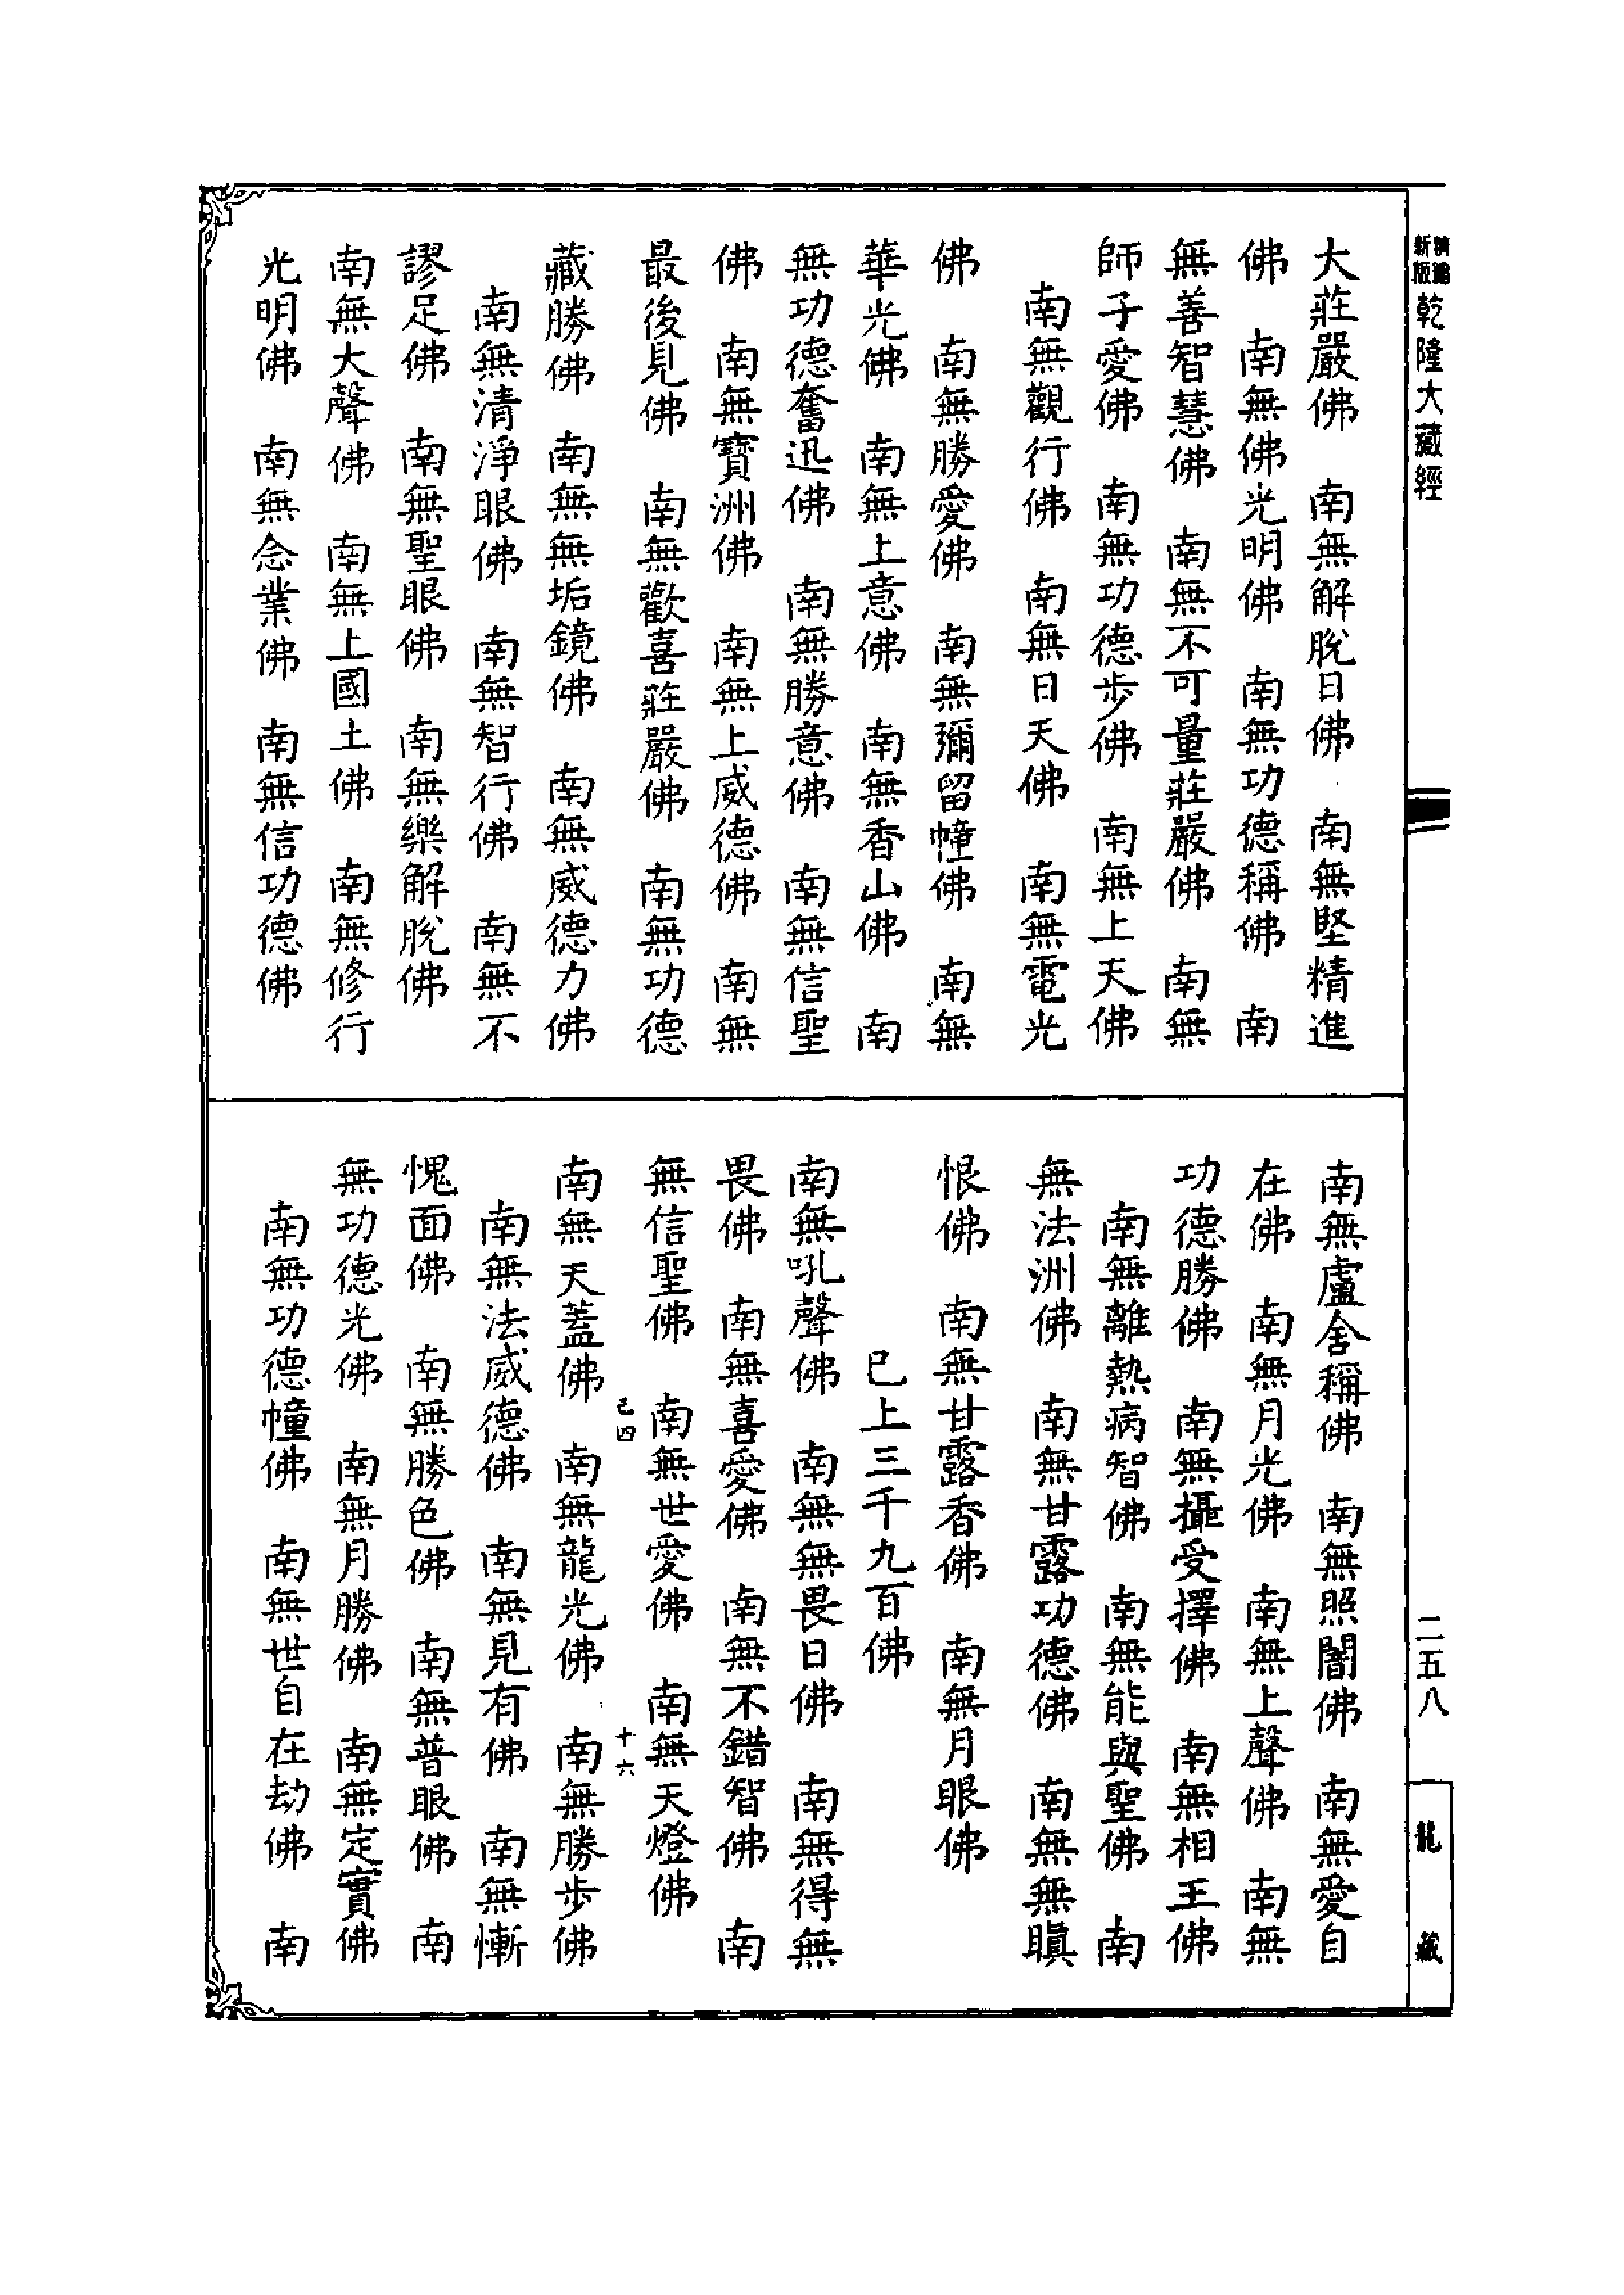 新版 精縮 乾隆大藏經
大莊嚴佛　南無解脫日佛　南無堅精進
佛　南無佛光明佛　南無功德稱佛　南
無善智慧佛　南無不可量莊嚴佛　南無
師子愛佛　南無功德步佛　南無上天佛
南無觀行佛　南無日天佛　南無電光
佛　南無勝愛佛　南無彌留幢佛　南無
華光佛　南無上意佛　南無香山佛　南
無功德奮迅佛　南無勝意佛　南無信聖
佛　南無寶洲佛　南無上威德佛　南無
最後見佛　南無歡喜莊嚴佛　南無功德
藏勝佛　南無無垢鏡佛　南無威德力佛
南無清淨眼佛　南無智行佛　南無不
謬足佛　南無聖眼佛　南無樂解脫佛
南無大聲佛　南無上國土佛　南無修行
光明佛　南無念業佛　南無信功德佛
南無盧舍稱佛　南無照闇佛　南無愛自
在佛　南無月光佛　南無上聲佛　南無
功德勝佛　南無攝受擇佛　南無相王佛
南無離熱病智佛　南無能與聖佛　南
無法洲佛　南無甘露功德佛　南無無瞋
恨佛　南無甘露香佛　南無月眼佛
已上三千九百佛
南無吼聲佛　南無無畏日佛　南無得無
畏佛　南無喜愛佛　南無不錯智佛　南
無信聖佛　南無世愛佛　南無天燈佛
己四　十六
南無天蓋佛　南無龍光佛　南無勝步佛
南無法威德佛　南無見有佛　南無慚
愧面佛　南無勝色佛　南無普眼佛　南
無功德光佛　南無月勝佛　南無定實佛
南無功德幢佛　南無世自在劫佛　南
二五八
龍藏